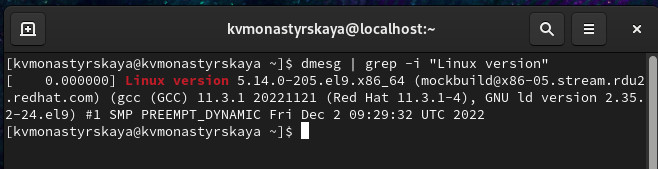 kvmonastyrskaya@localhost:~
[kvmonastyrskaya@kvmonastyrskaya ~]$ dmesg | grep -i "Linux version"
[    0.000000] Linux version 5.14.0-205.el9.x86_64 (mockbuild@x86-05.stream.rdu2
.redhat.com) (gcc (GCC) 11.3.1 20221121 (Red Hat 11.3.1-4), GNU ld version 2.35.
2-24.el9) #1 SMP PREEMPT_DYNAMIC Fri Dec 2 09:29:32 UTC 2022
[kvmonastyrskaya@kvmonastyrskaya ~]$